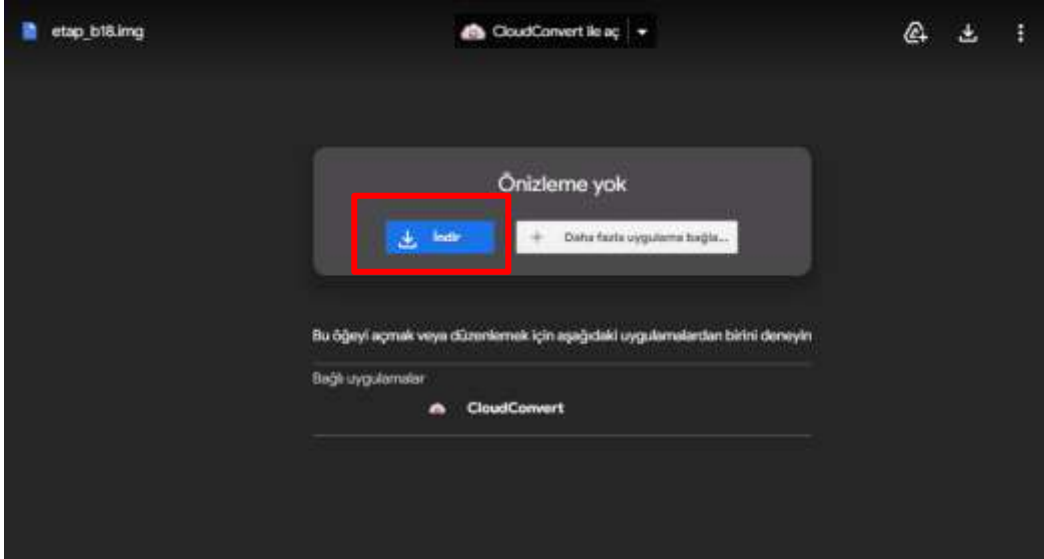 etap_b18.img
CloudConvert ile aç
Önizleme yok
İndir
Daha fazla uygulama bağla...
Bu öğeyi açmak veya düzenlemek için aşağıdaki uygulamalardan birini deneyin
Bağlı uygulamalar
CloudConvert